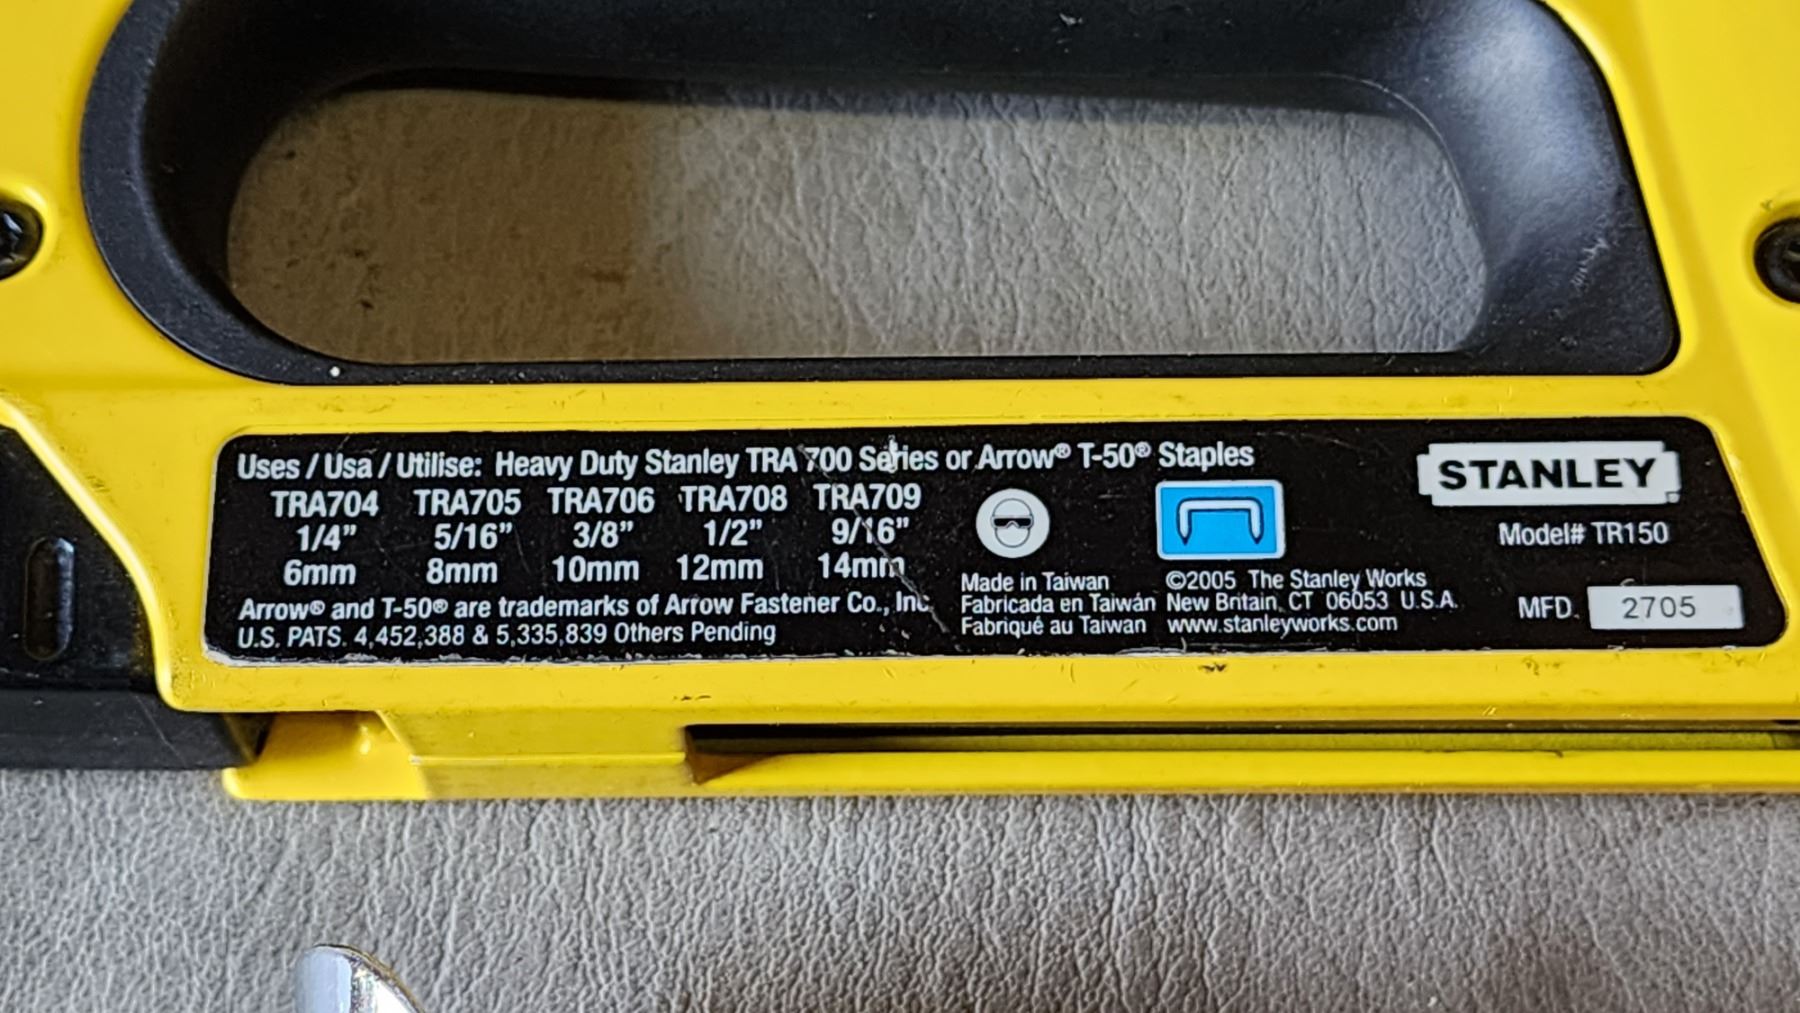 Uses / Usa / Utilise: Heavy Duty Stanley TRA 700 Series or Arrow® T-50® Staples
TRA704 TRA705 TRA706 TRA708 TRA709
1/4" 5/16" 3/8" 1/2" 9/16"
6mm 8mm 10mm 12mm 14mm
Arrow® and T-50® are trademarks of Arrow Fastener Co., Inc.
U.S. PATS. 4,452,388 & 5,335,839 Others Pending
Made in Taiwan
Fabricada en Taiwán
Fabriqué au Taiwan
©2005 The Stanley Works
New Britain, CT 06053 U.S.A.
www.stanleyworks.com
STANLEY
Model# TR150
MFD. 2705